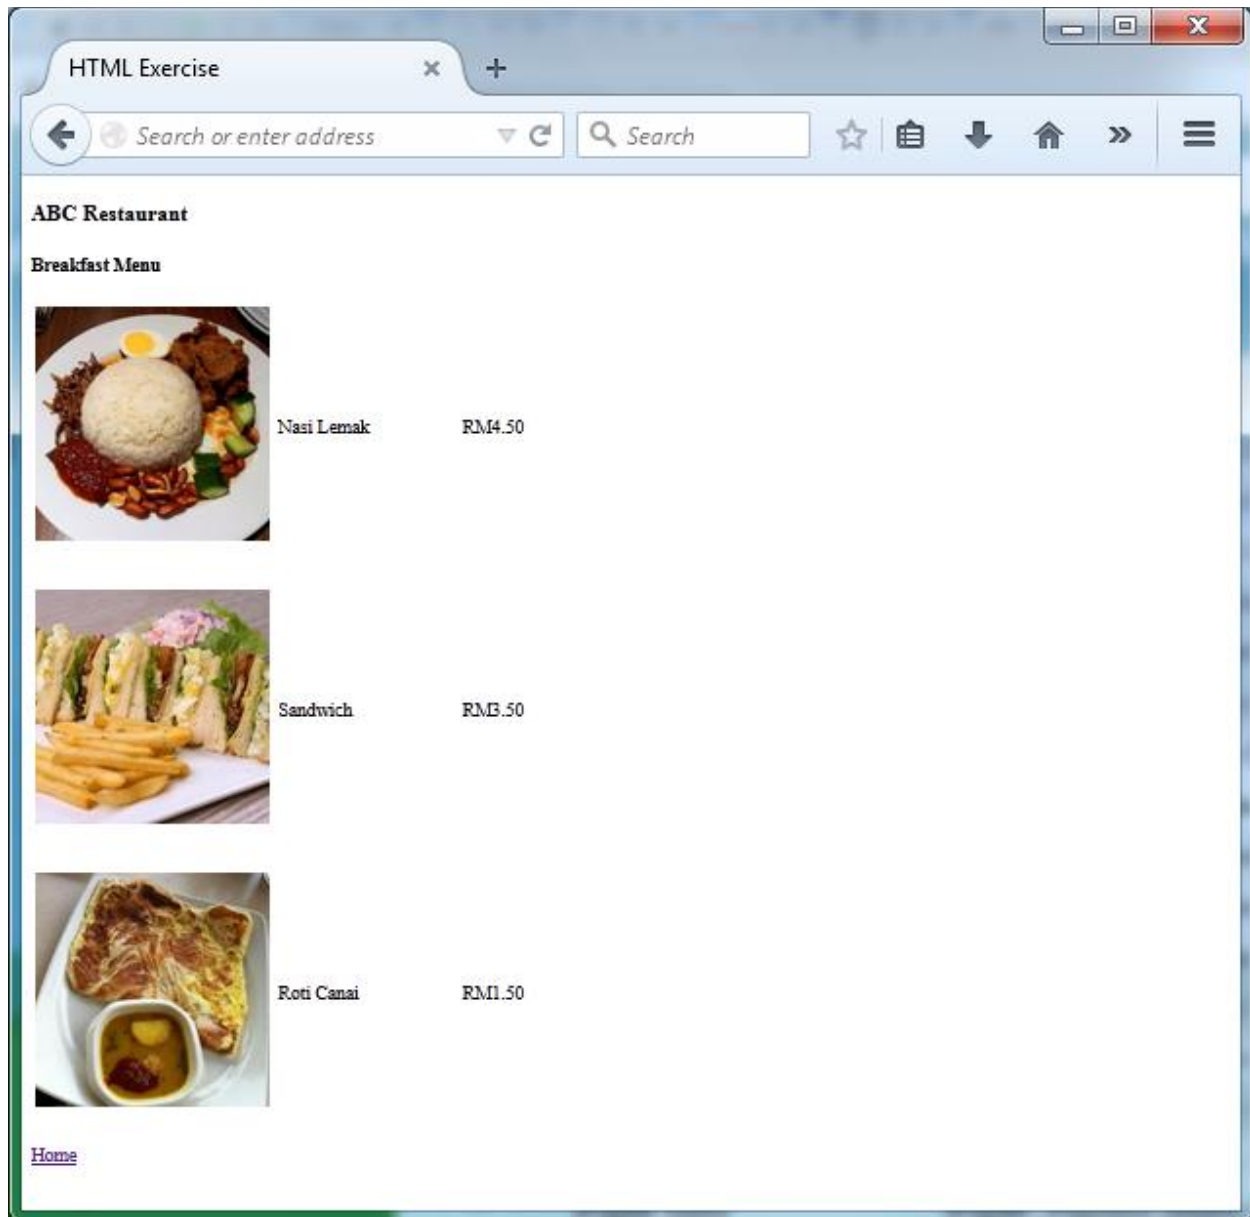 HTML Exercise
Search or enter address
Search
ABC Restaurant
Breakfast Menu
Nasi Lemak RM4.50
Sandwich RM3.50
Roti Canai RM1.50
Home